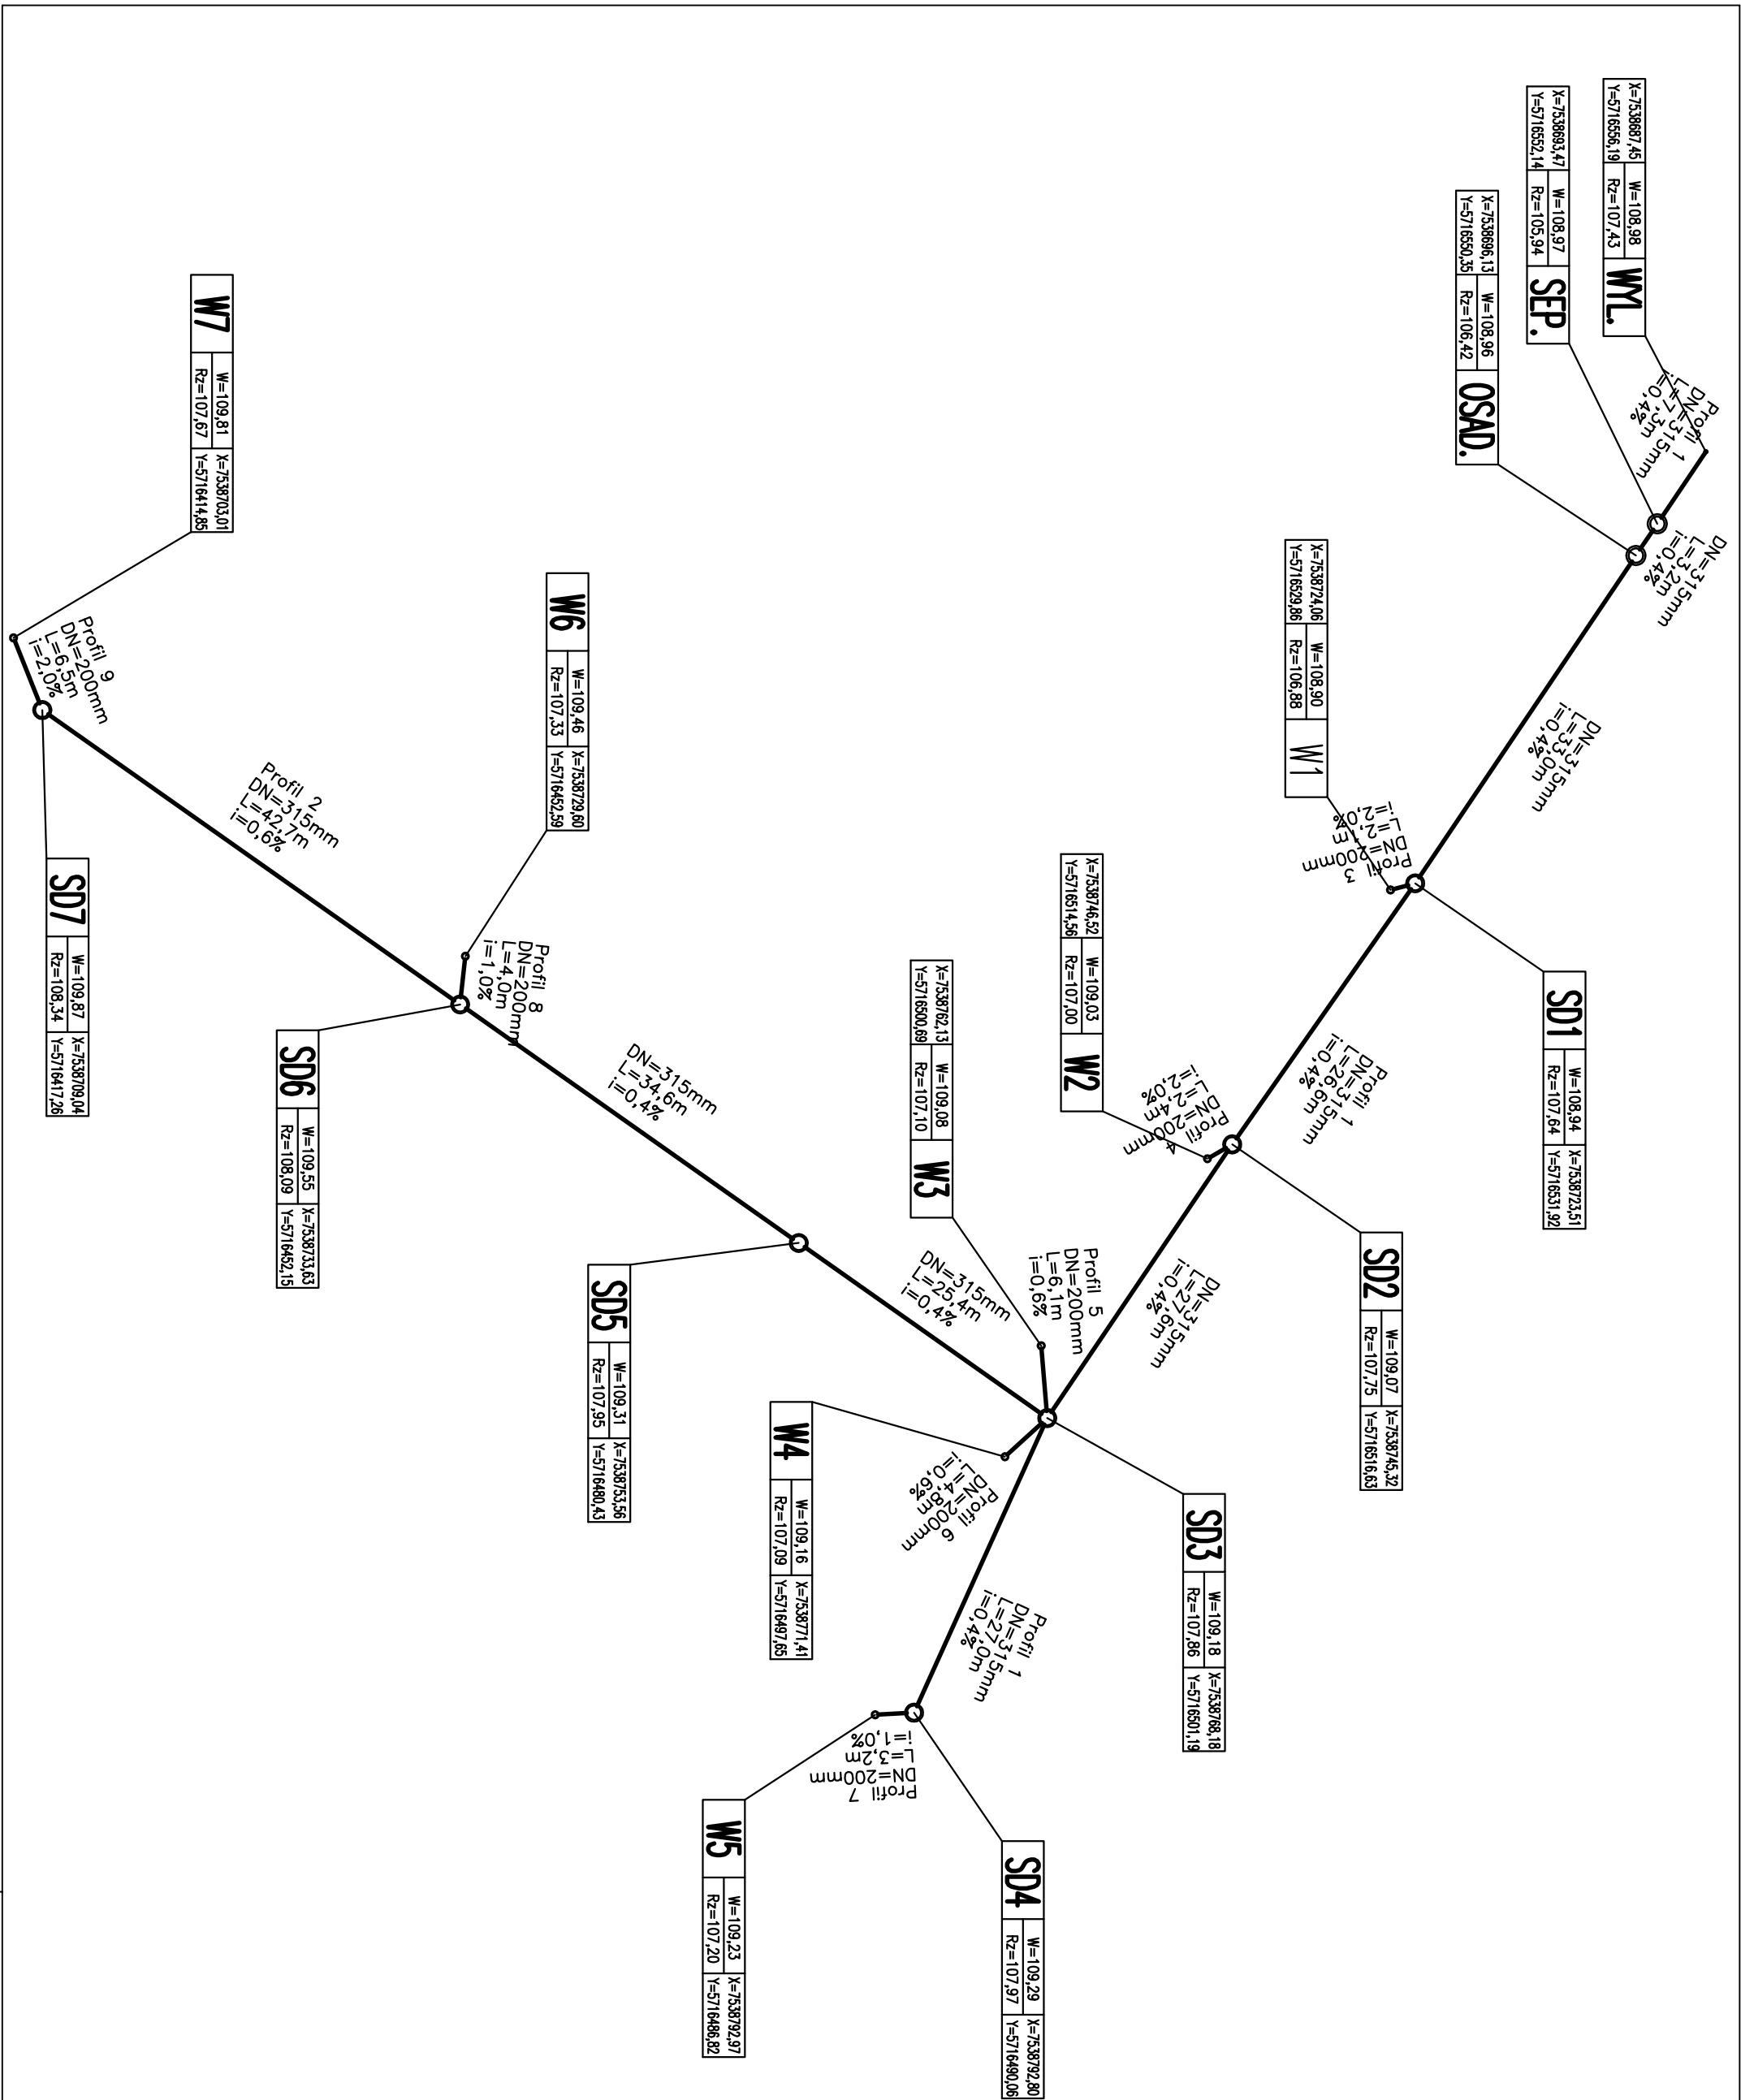 X=7538687,45
Y=5716556,19
W=108,98
Rz=107,43
WYL.
X=7538693,47
Y=5716552,14
W=108,97
Rz=105,94
SEP.
X=7538696,13
Y=5716550,35
W=108,96
Rz=106,42
OSAD.
Profil 1
DN=315mm
L=7,3m
i=0,4%
DN=315mm
L=3,2m
i=0,4%
DN=315mm
L=33,0m
i=0,4%
X=7538724,06
Y=5716529,86
W=108,90
Rz=106,88
W1
Profil 3
DN=200mm
L=2,1m
i=2,0%
SD1
W=108,94
Rz=107,64
X=7538723,51
Y=5716531,92
Profil 1
DN=315mm
L=26,6m
i=0,4%
X=7538746,52
Y=5716514,56
W=109,03
Rz=107,00
W2
Profil 4
DN=200mm
L=2,4m
i=2,0%
SD2
W=109,07
Rz=107,75
X=7538745,32
Y=5716516,63
DN=315mm
L=27,6m
i=0,4%
X=7538762,13
Y=5716500,69
W=109,08
Rz=107,10
W3
Profil 5
DN=200mm
L=6,1m
i=0,6%
SD3
W=109,18
Rz=107,86
X=7538768,18
Y=5716501,19
W4
W=109,16
Rz=107,09
X=7538771,41
Y=5716497,65
Profil 6
DN=200mm
L=4,8m
i=0,6%
Profil 1
DN=315mm
L=27,0m
i=0,4%
SD4
W=109,29
Rz=107,97
X=7538792,80
Y=5716490,06
Profil 7
DN=200mm
L=3,2m
i=1,0%
W5
W=109,23
Rz=107,20
X=7538792,97
Y=5716486,82
DN=315mm
L=25,4m
i=0,4%
SD5
W=109,31
Rz=107,95
X=7538753,56
Y=5716480,43
DN=315mm
L=34,6m
i=0,4%
W6
W=109,46
Rz=107,33
X=7538729,60
Y=5716452,59
Profil 8
DN=200mm
L=4,0m
i=1,0%
SD6
W=109,55
Rz=108,09
X=7538733,63
Y=5716452,15
Profil 2
DN=315mm
L=42,7m
i=0,6%
W7
W=109,81
Rz=107,67
X=7538703,01
Y=5716414,85
Profil 9
DN=200mm
L=6,5m
i=2,0%
SD7
W=109,87
Rz=108,34
X=7538709,04
Y=5716417,26